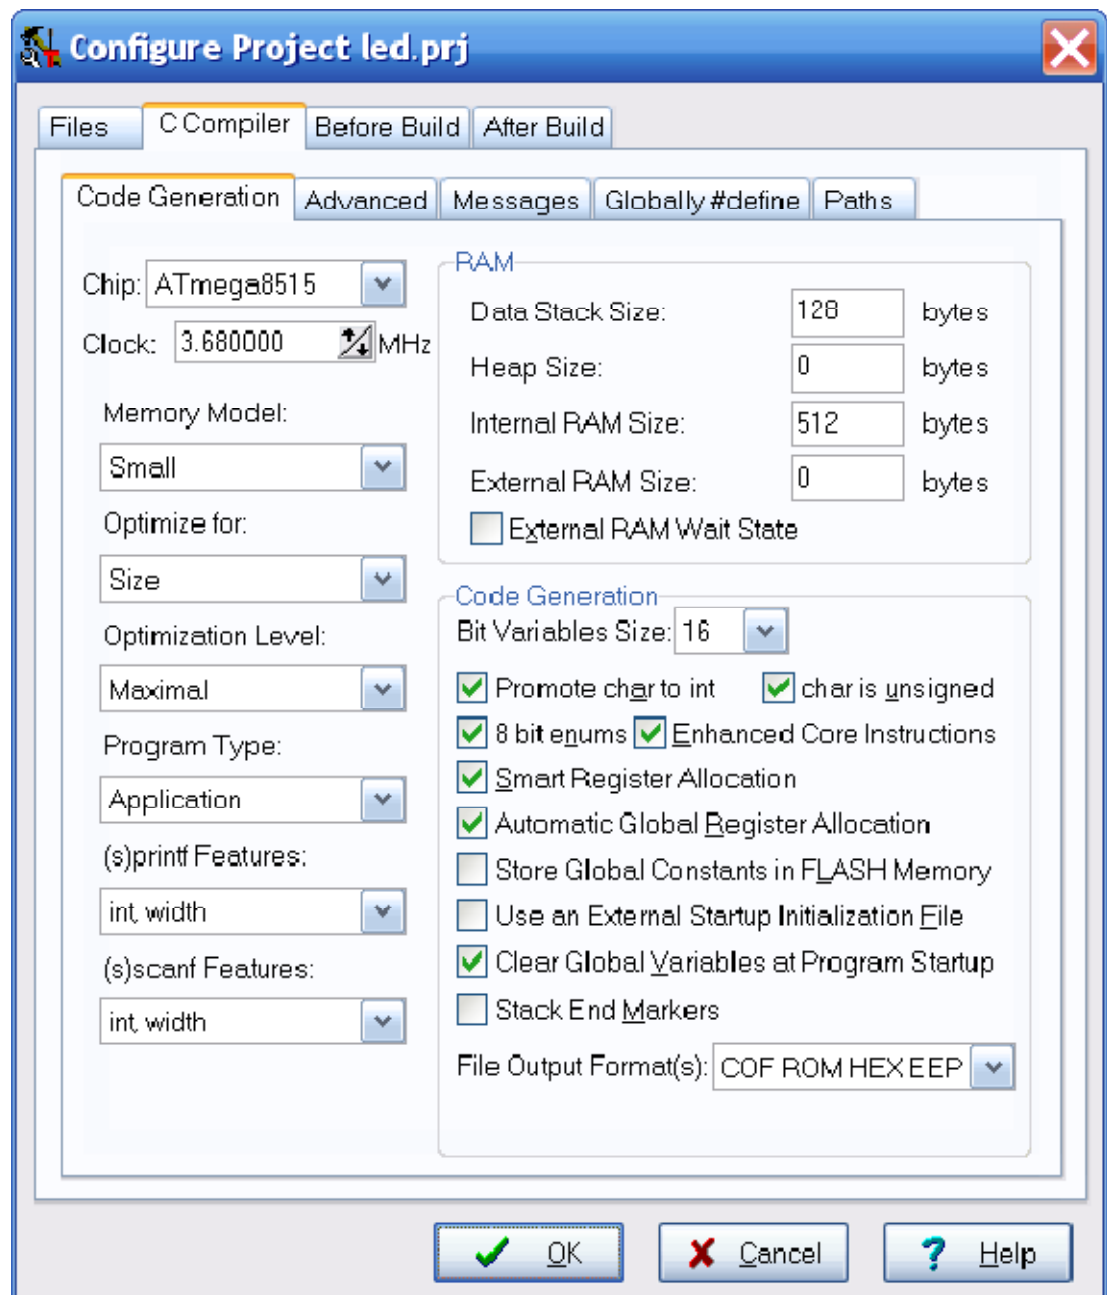 Configure Project led.prj
Files C Compiler Before Build After Build
Code Generation Advanced Messages Globally #define Paths
Chip: ATmega8515
Clock: 3.680000 MHz
Memory Model:
Small
Optimize for:
Size
Optimization Level:
Maximal
Program Type:
Application
(s)printf Features:
int, width
(s)scanf Features:
int, width
RAM
Data Stack Size: 128 bytes
Heap Size: 0 bytes
Internal RAM Size: 512 bytes
External RAM Size: 0 bytes
External RAM Wait State
Code Generation
Bit Variables Size: 16
Promote char to int char is unsigned
8 bit enums Enhanced Core Instructions
Smart Register Allocation
Automatic Global Register Allocation
Store Global Constants in FLASH Memory
Use an External Startup Initialization File
Clear Global Variables at Program Startup
Stack End Markers
File Output Format(s): COF ROM HEX EEP
OK Cancel Help